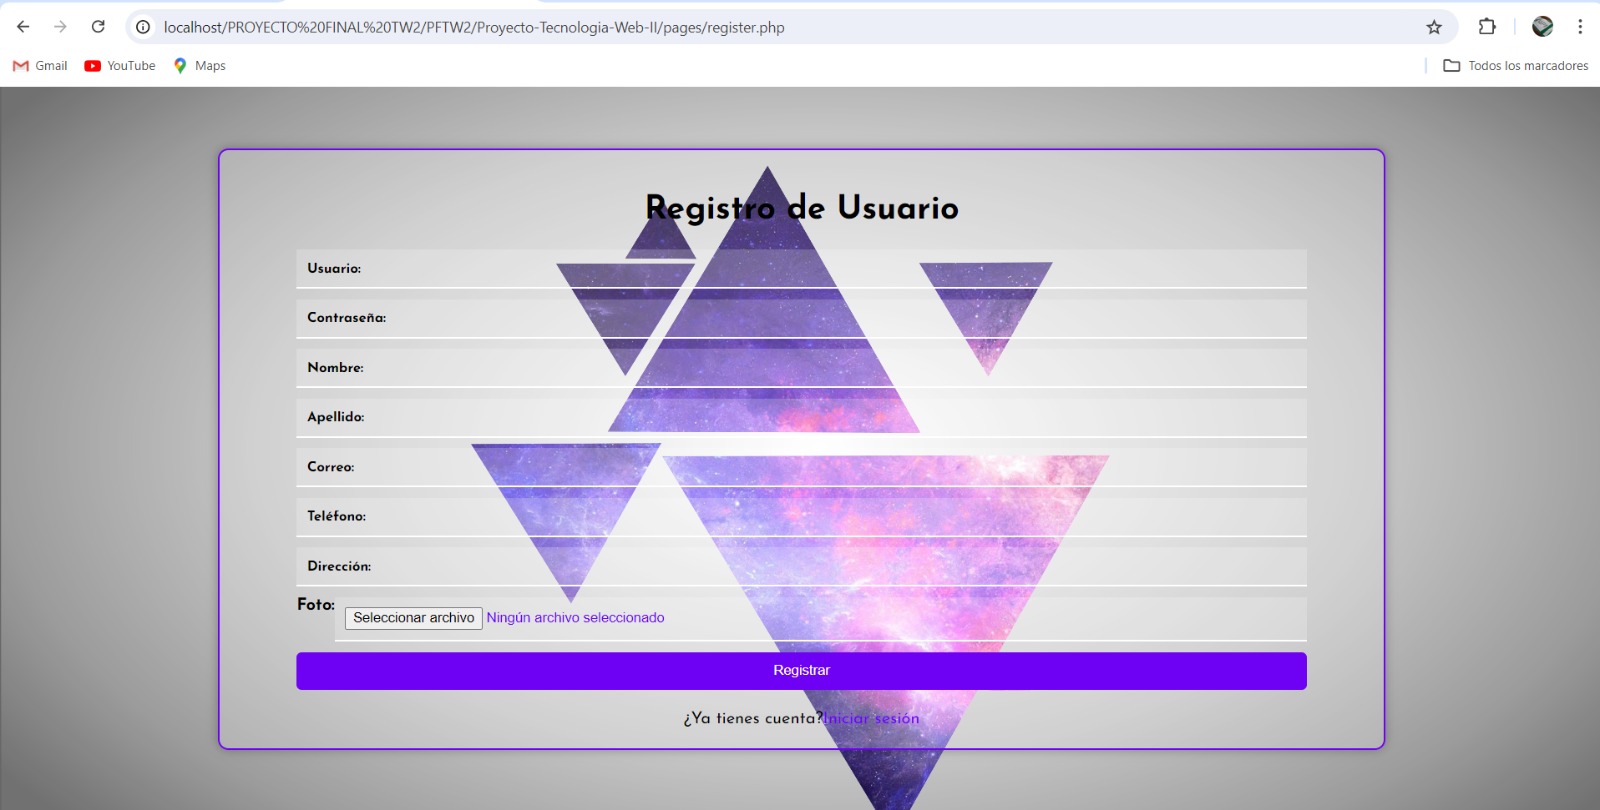 localhost/PROYECTO%20FINAL%20TW2/PFTW2/Proyecto-Tecnologia-Web-II/pages/register.php
Gmail YouTube Maps Todos los marcadores
Registro de Usuario
Usuario:
Contraseña:
Nombre:
Apellido:
Correo:
Teléfono:
Dirección:
Foto: Seleccionar archivo Ningún archivo seleccionado
Registrar
¿Ya tienes cuenta?Iniciar sesión